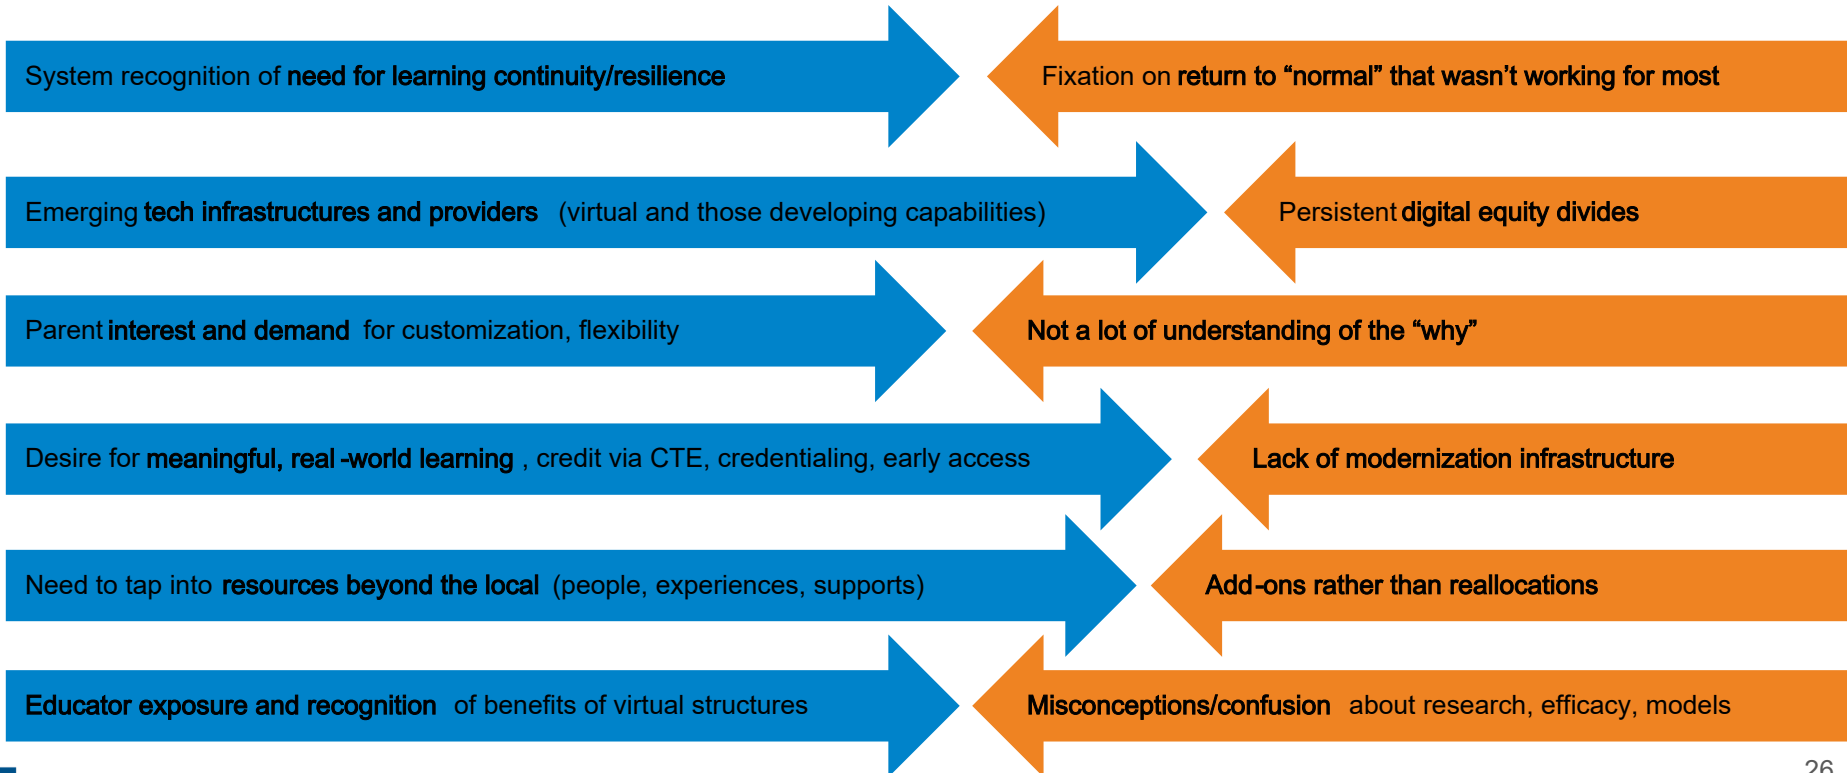 System recognition of need for learning continuity/resilience
Fixation on return to “normal” that wasn’t working for most
Emerging tech infrastructures and providers (virtual and those developing capabilities)
Persistent digital equity divides
Parent interest and demand for customization, flexibility
Not a lot of understanding of the “why”
Desire for meaningful, real-world learning, credit via CTE, credentialing, early access
Lack of modernization infrastructure
Need to tap into resources beyond the local (people, experiences, supports)
Add-ons rather than reallocations
Educator exposure and recognition of benefits of virtual structures
Misconceptions/confusion about research, efficacy, models
26